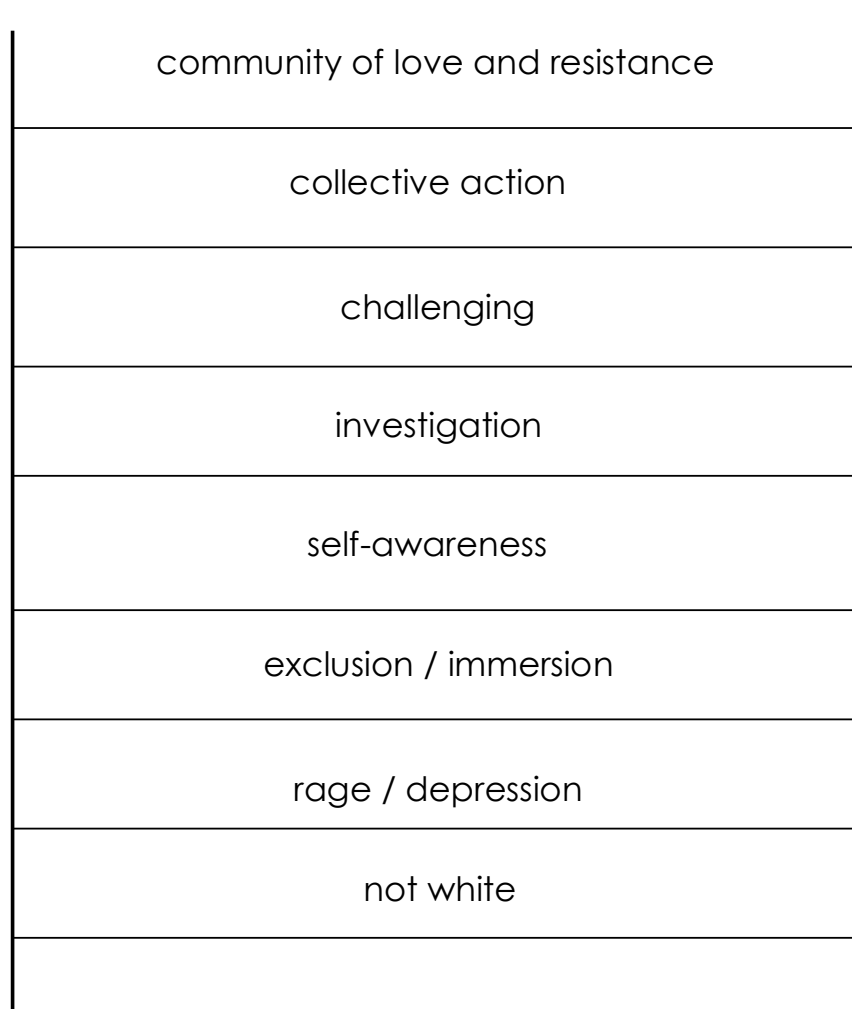 community of love and resistance
collective action
challenging
investigation
self-awareness
exclusion / immersion
rage / depression
not white